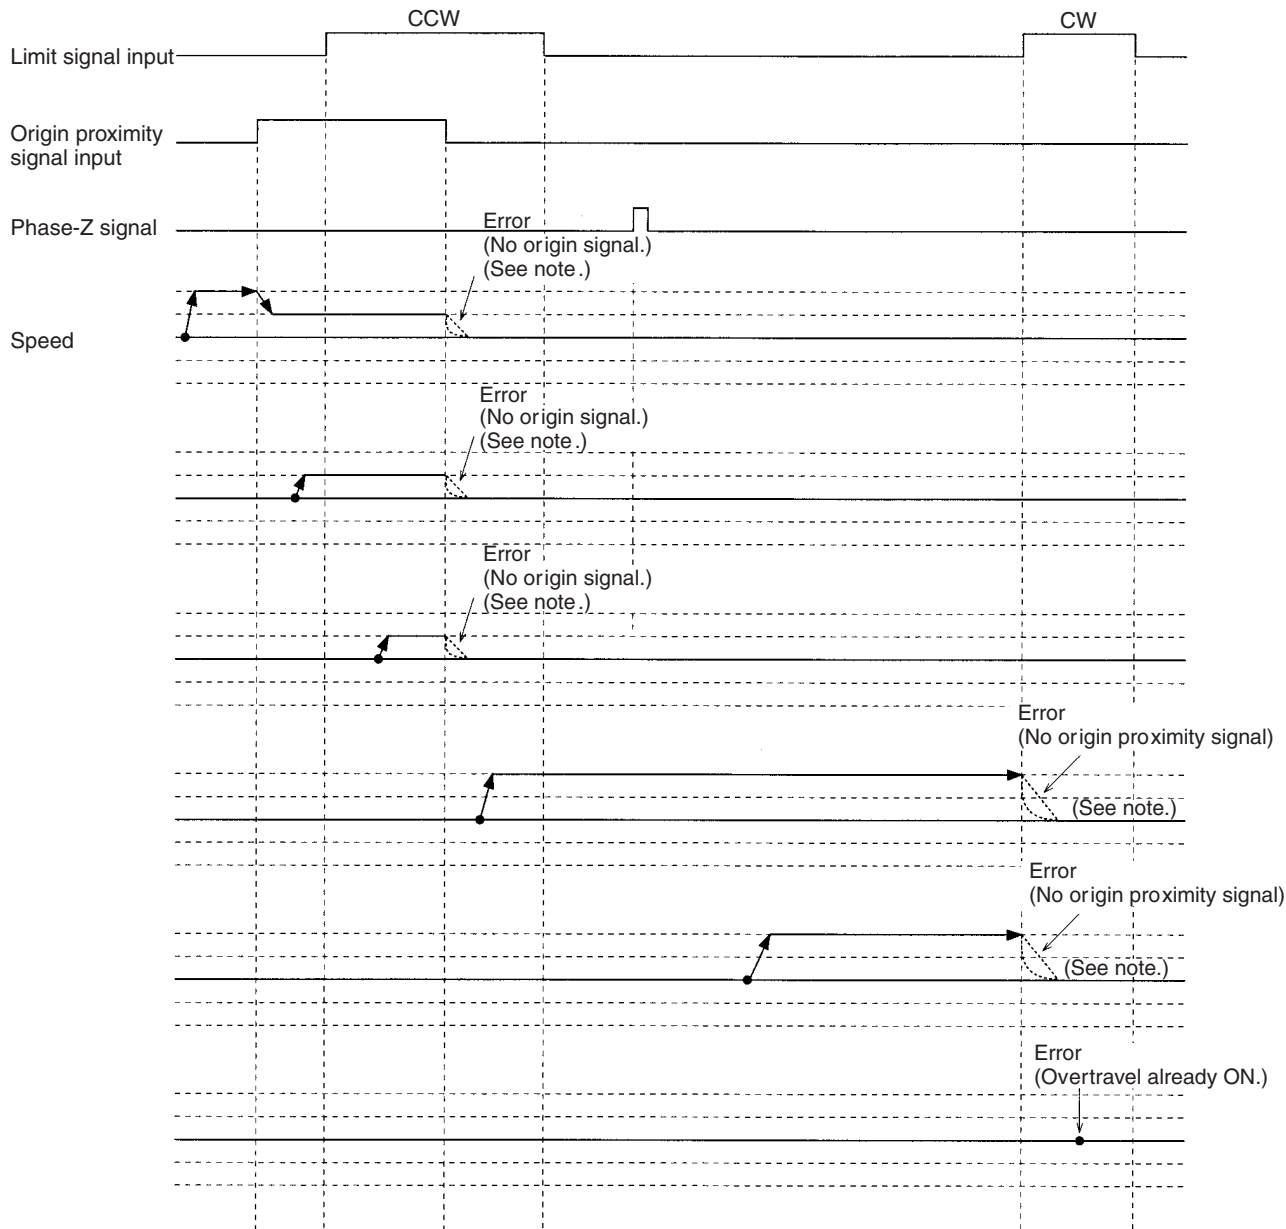 CCW
CW
Limit signal input
Origin proximity
signal input
Phase-Z signal
Error
(No origin signal.)
(See note.)
Speed
Error
(No origin signal.)
(See note.)
Error
(No origin signal.)
(See note.)
Error
(No origin proximity signal)
(See note.)
Error
(No origin proximity signal)
(See note.)
Error
(Overtravel already ON.)